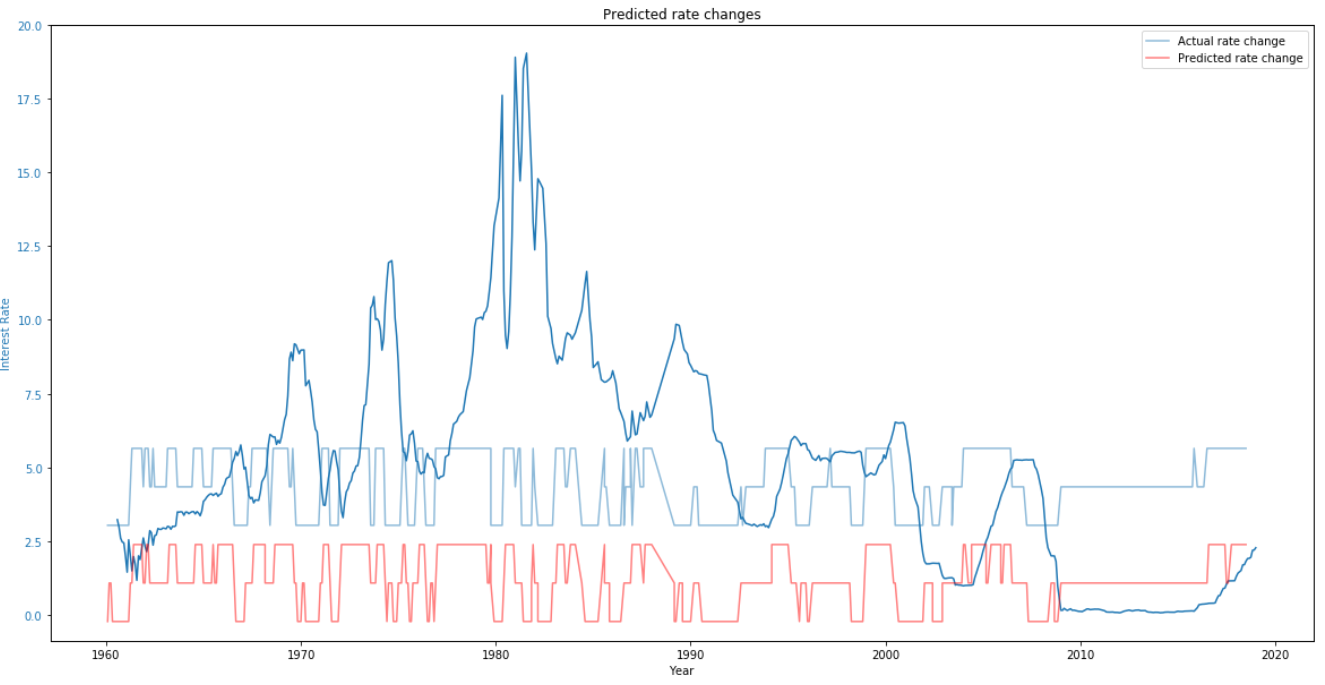 Predicted rate changes
Actual rate change
Predicted rate change
20.0
17.5
15.0
12.5
10.0
7.5
5.0
2.5
0.0
Interest Rate
1960 1970 1980 1990 2000 2010 2020
Year